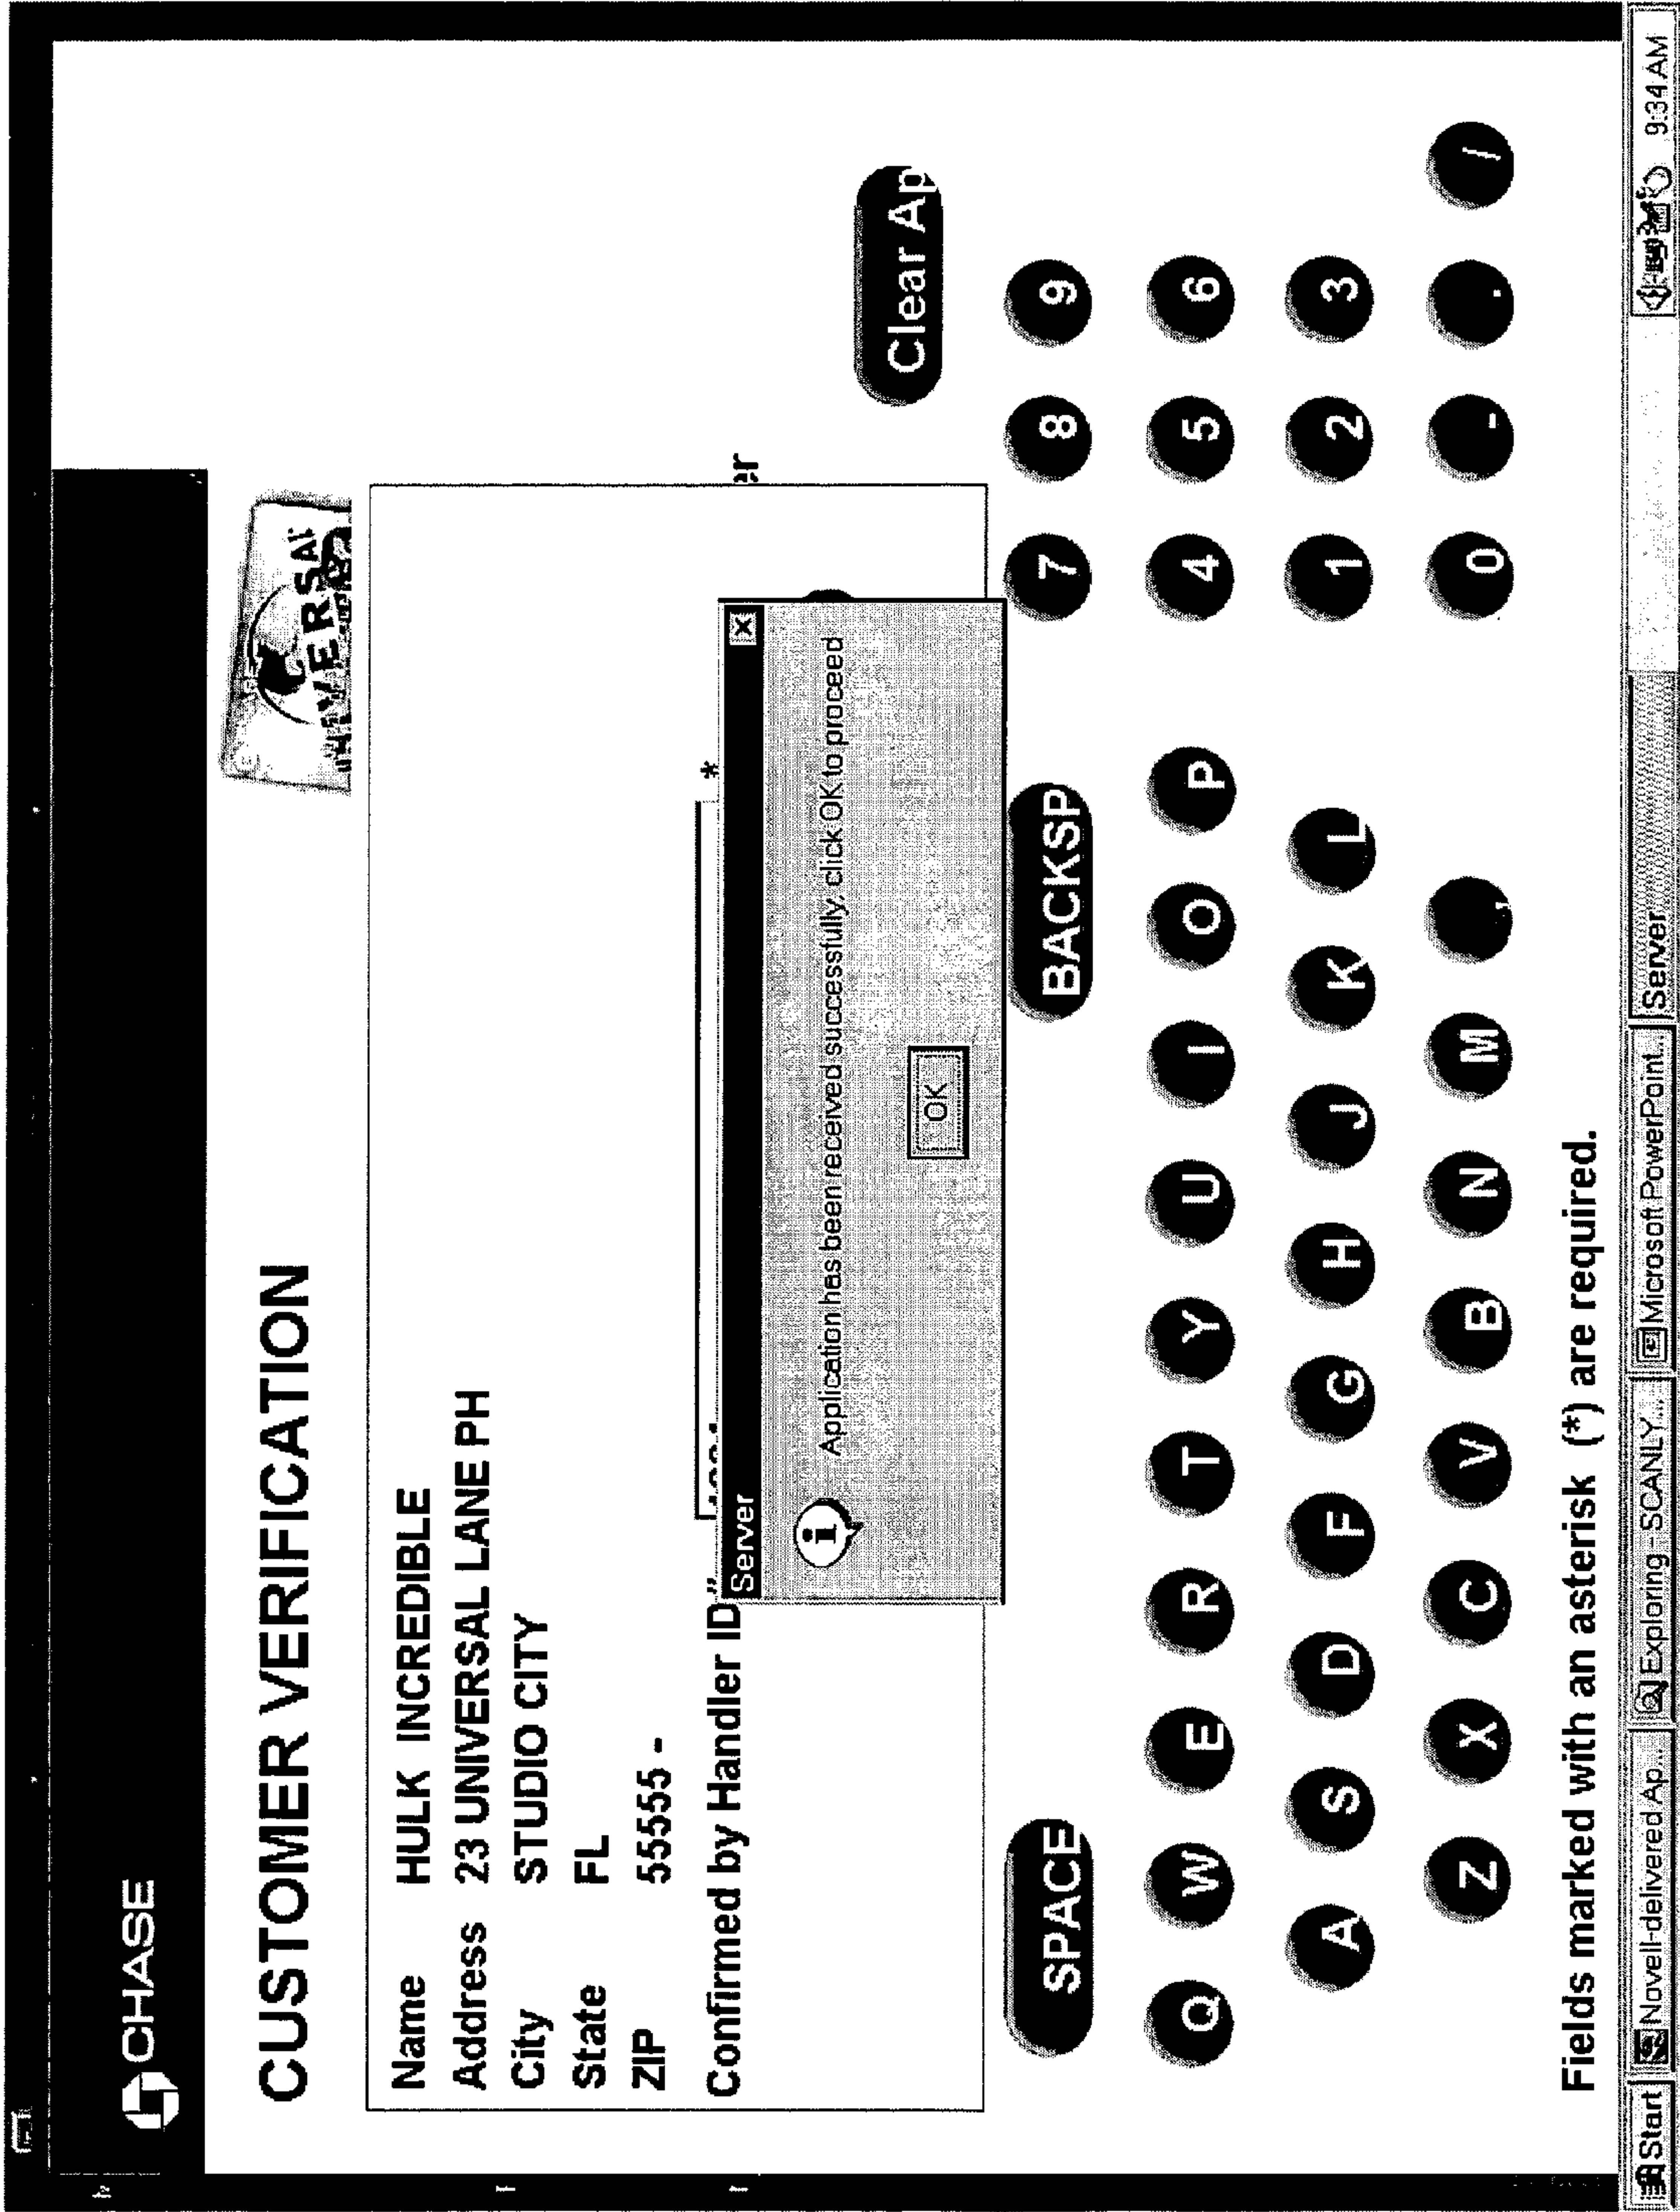 CHASE
CUSTOMER VERIFICATION
UNIVERSAL
Name HULK INCREDIBLE
Address 23 UNIVERSAL LANE PH
City STUDIO CITY
State FL
ZIP 55555 -
Confirmed by Handler ID" *
er
Server
Application has been received successfully, click OK to proceed
OK
Clear Ap
SPACE BACKSP 7 8 9
Q W E R T Y U I O P 4 5 6
A S D F G H J K L 1 2 3
Z X C V B N M , 0 - . /
Fields marked with an asterisk (*) are required.
Start Novell-delivered Ap... Exploring - SCANLY... Microsoft PowerPoint... Server 9:34 AM